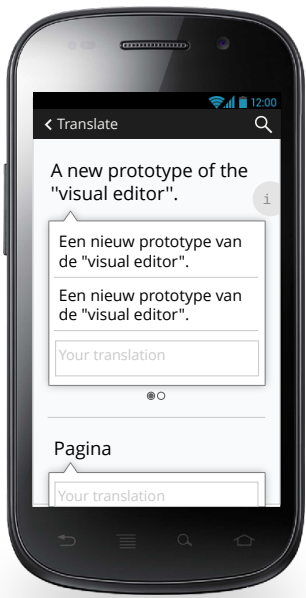 12:00
Translate
A new prototype of the
"visual editor".
i
Een nieuw prototype van
de "visual editor".
Een nieuw prototype van
de "visual editor".
Your translation
Pagina
Your translation